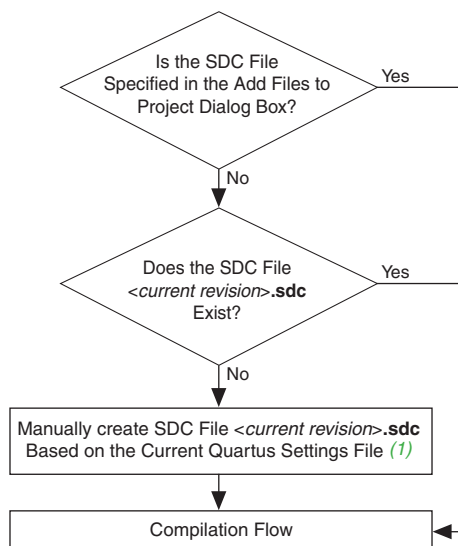 Is the SDC File
Specified in the Add Files to
Project Dialog Box?
Yes
No
Does the SDC File
<current revision>.sdc
Exist?
Yes
No
Manually create SDC File <current revision>.sdc
Based on the Current Quartus Settings File (1)
Compilation Flow